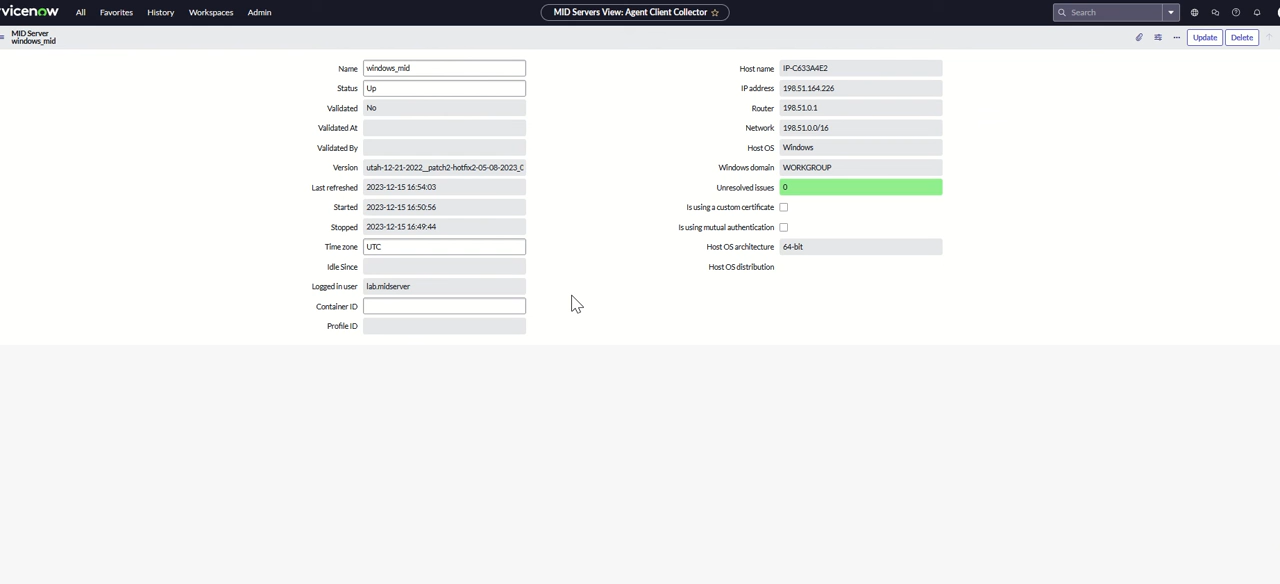 rvicenow All Favorites History Workspaces Admin MID Servers View: Agent Client Collector Search
MID Server
windows_mid
Update Delete
Name windows_mid
Status Up
Validated No
Validated At
Validated By
Version utah-12-21-2022__patch2-hotfix2-05-08-2023_0
Last refreshed 2023-12-15 16:54:03
Started 2023-12-15 16:50:56
Stopped 2023-12-15 16:49:44
Time zone UTC
Idle Since
Logged in user lab.midserver
Container ID
Profile ID
Host name IP-C633A4E2
IP address 198.51.164.226
Router 198.51.0.1
Network 198.51.0.0/16
Host OS Windows
Windows domain WORKGROUP
Unresolved issues 0
Is using a custom certificate
Is using mutual authentication
Host OS architecture 64-bit
Host OS distribution